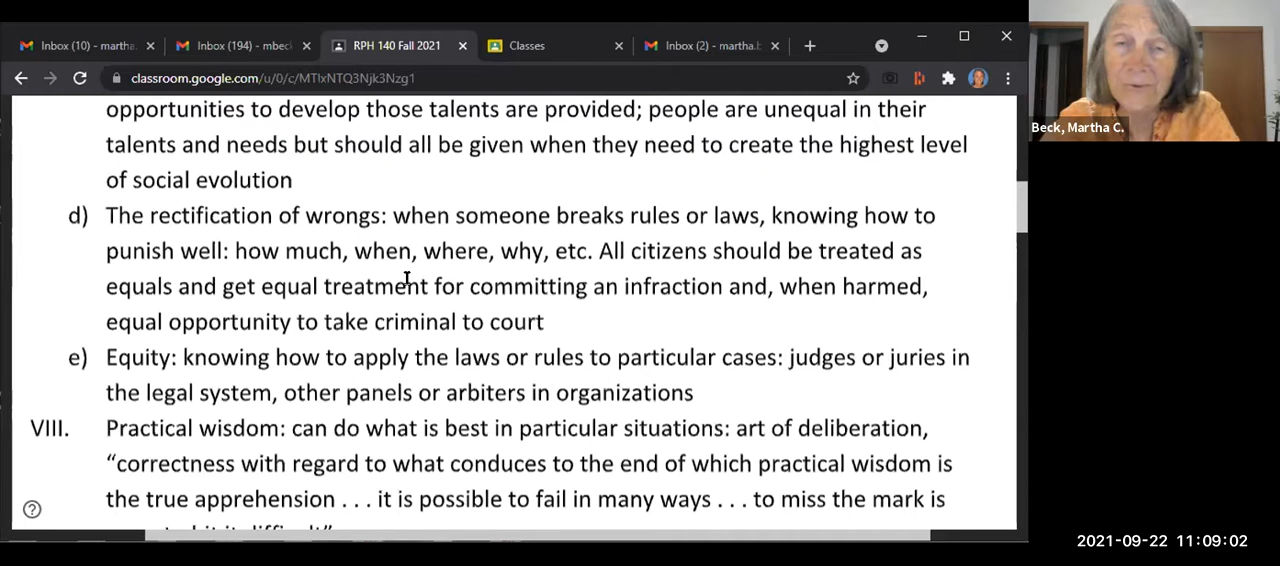 Inbox (10) - martha.
Inbox (194) - mbeck
RPH 140 Fall 2021
Classes
Inbox (2) - martha.b
classroom.google.com/u/0/c/MTIxNTQ3Njk3Nzg1
opportunities to develop those talents are provided; people are unequal in their
talents and needs but should all be given when they need to create the highest level
of social evolution
d) The rectification of wrongs: when someone breaks rules or laws, knowing how to
punish well: how much, when, where, why, etc. All citizens should be treated as
equals and get equal treatment for committing an infraction and, when harmed,
equal opportunity to take criminal to court
e) Equity: knowing how to apply the laws or rules to particular cases: judges or juries in
the legal system, other panels or arbiters in organizations
VIII. Practical wisdom: can do what is best in particular situations: art of deliberation,
“correctness with regard to what conduces to the end of which practical wisdom is
the true apprehension . . . it is possible to fail in many ways . . . to miss the mark is
Beck, Martha C.
2021-09-22 11:09:02